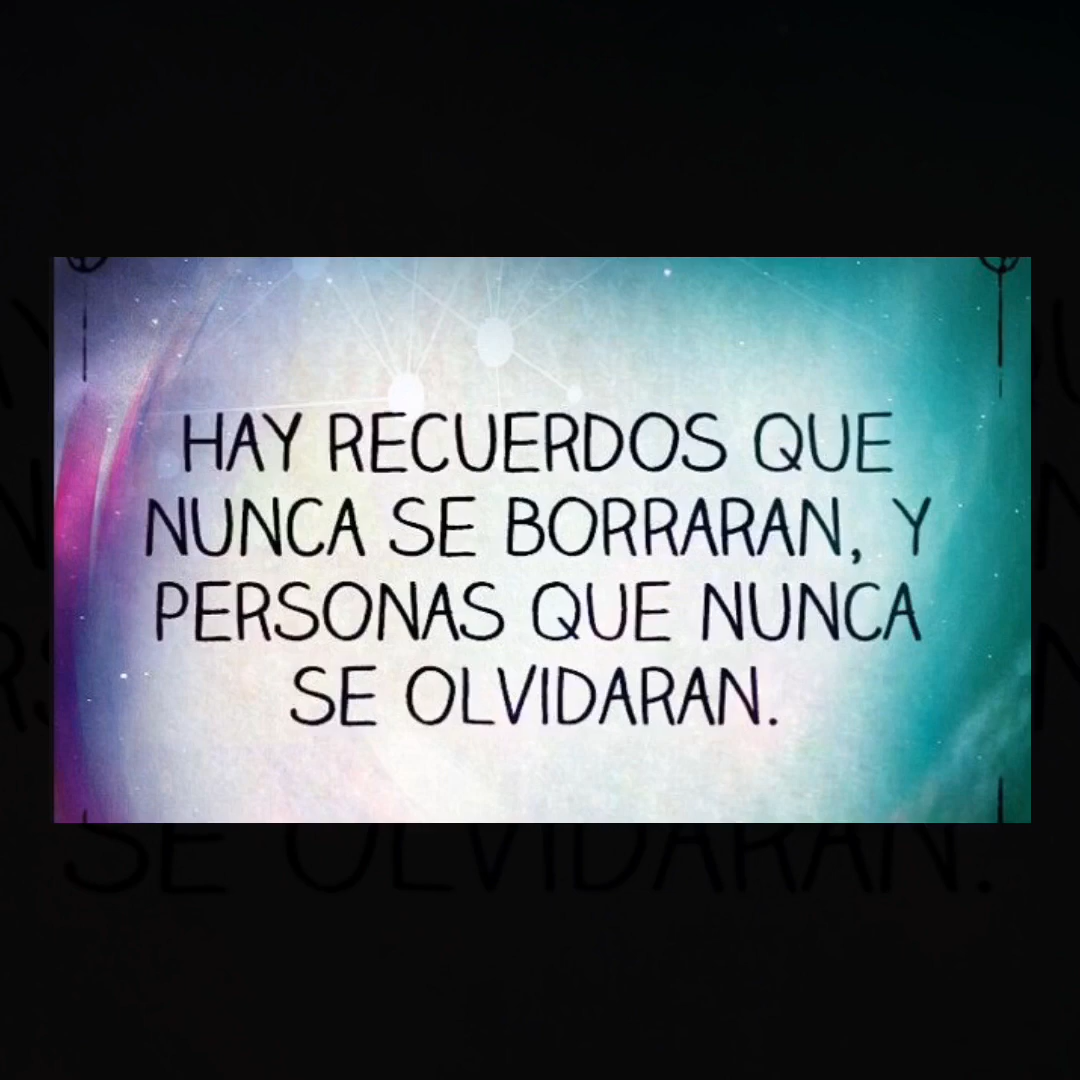 HAY RECUERDOS QUE
NUNCA SE BORRARAN, Y
PERSONAS QUE NUNCA
SE OLVIDARAN.